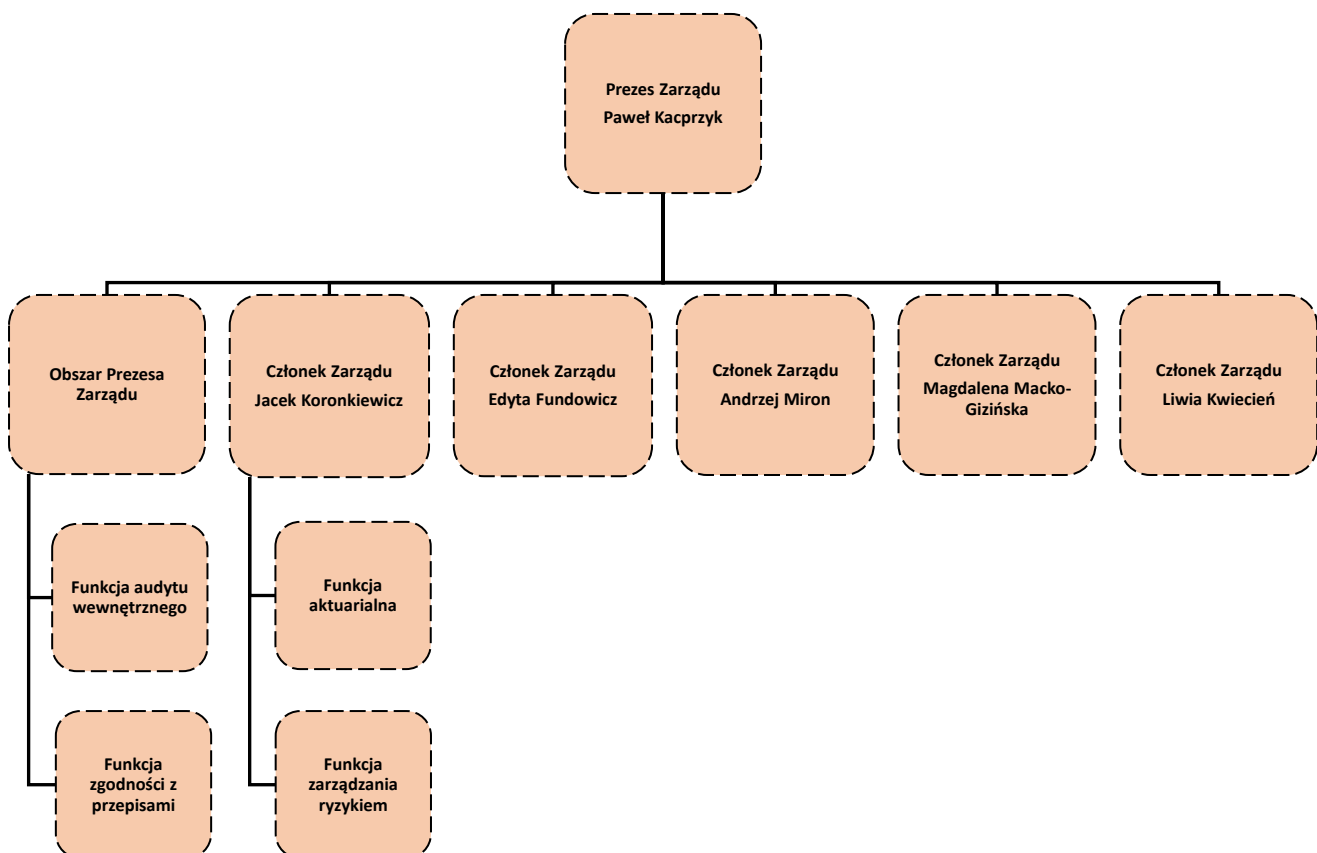 Prezes Zarządu
Paweł Kacprzyk
Obszar Prezesa
Zarządu
Członek Zarządu
Jacek Koronkiewicz
Członek Zarządu
Edyta Fundowicz
Członek Zarządu
Andrzej Miron
Członek Zarządu
Magdalena Macko-
Gizińska
Członek Zarządu
Liwia Kwiecień
Funkcja audytu
wewnętrznego
Funkcja
aktuarialna
Funkcja
zgodności z
przepisami
Funkcja
zarządzania
ryzykiem